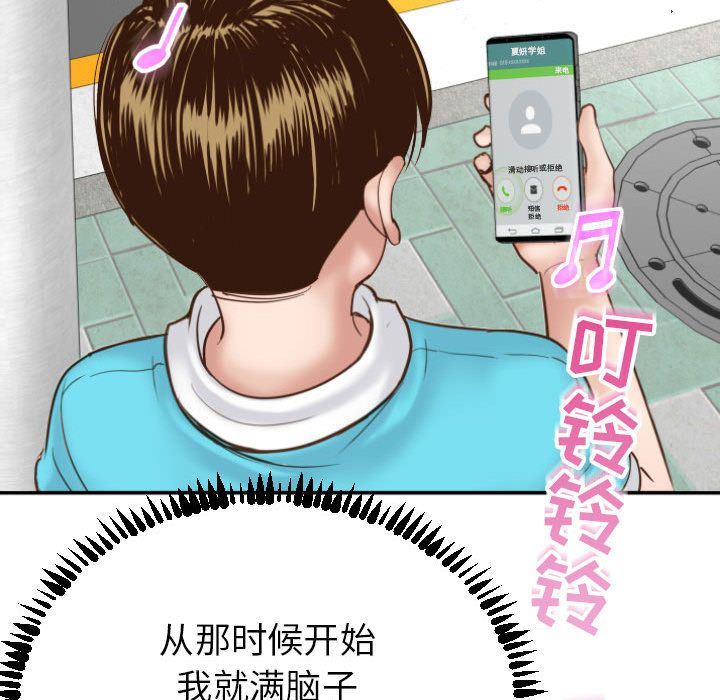 夏妍学姐
来电
滑动接听或拒绝
接听
短信
拒绝
拒绝
叮铃铃铃
从那时候开始
我就满脑子